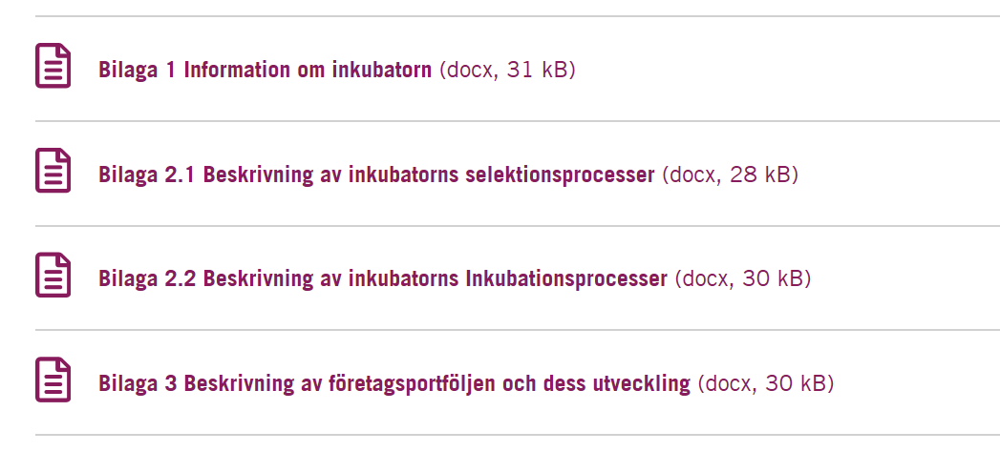 Bilaga 1 Information om inkubatorn (docx, 31 kB)
Bilaga 2.1 Beskrivning av inkubatorns selektionsprocesser (docx, 28 kB)
Bilaga 2.2 Beskrivning av inkubatorns Inkubationsprocesser (docx, 30 kB)
Bilaga 3 Beskrivning av företagsportföljen och dess utveckling (docx, 30 kB)